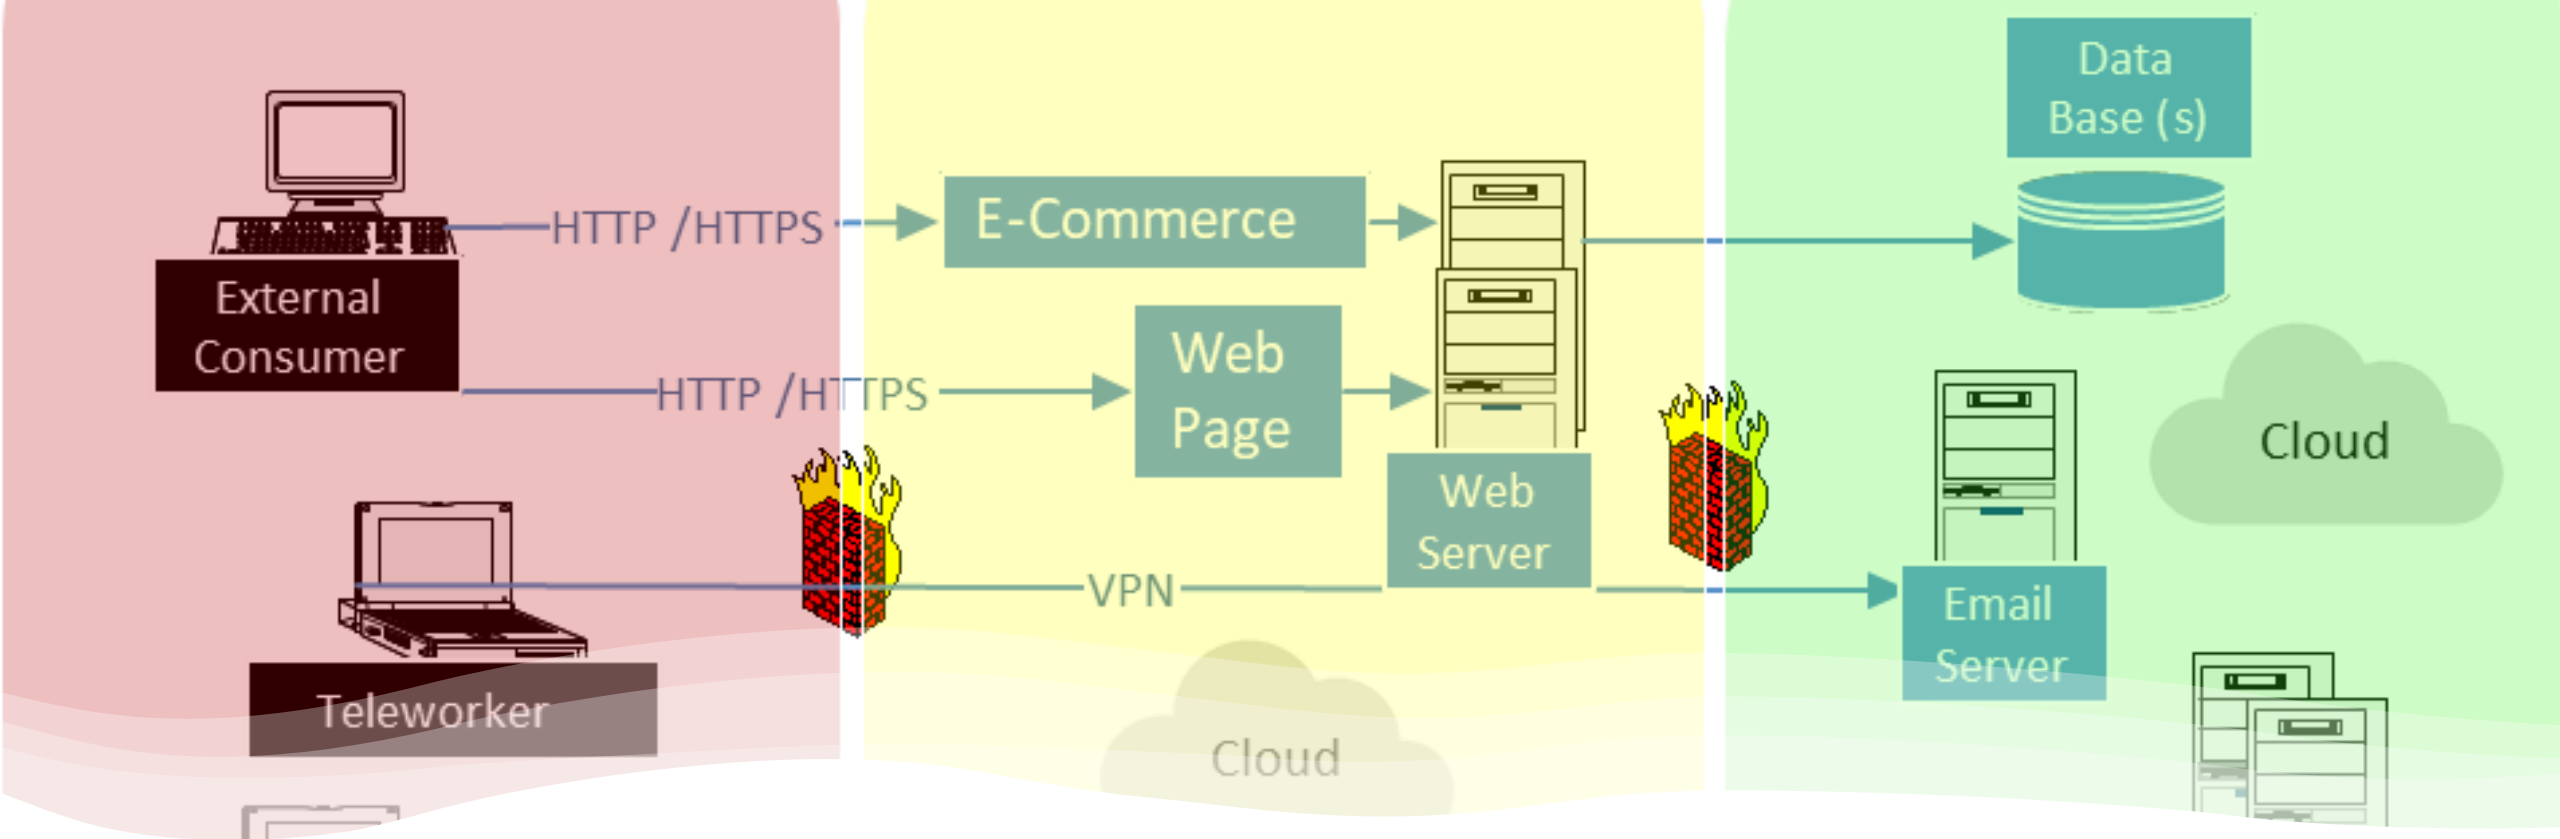 Data
Base (s)
HTTP /HTTPS
E-Commerce
External
Consumer
HTTP /HTTPS
Web
Page
Cloud
Web
Server
VPN
Email
Server
Teleworker
Cloud